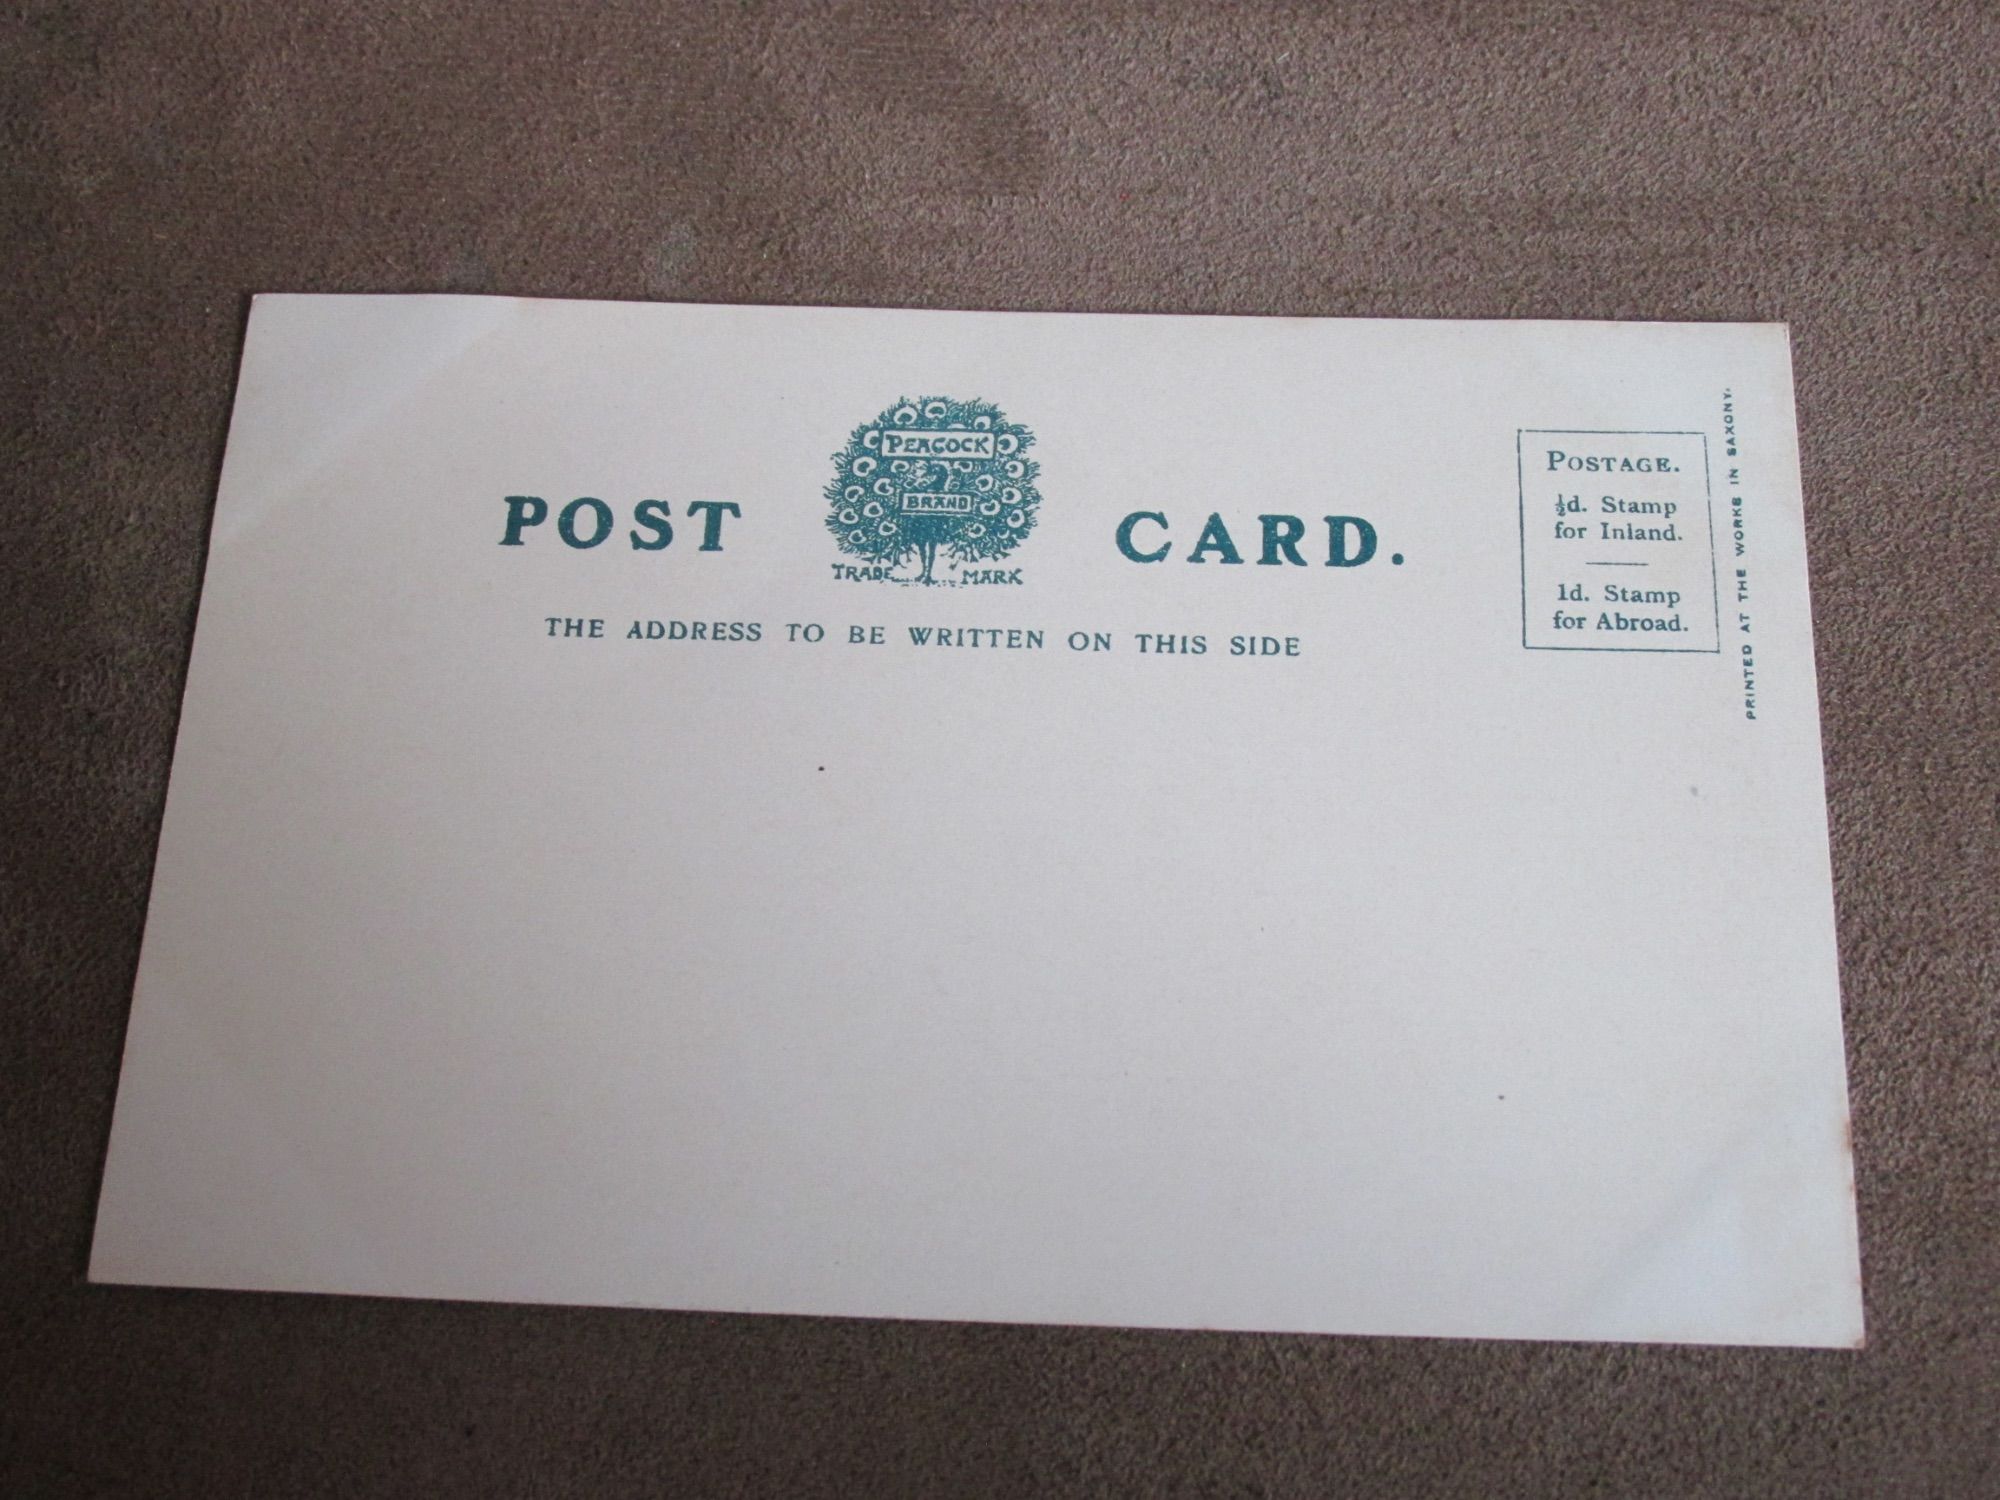 PEACOCK
BRAND
TRADE MARK
POST CARD.
THE ADDRESS TO BE WRITTEN ON THIS SIDE
POSTAGE.
½d. Stamp
for Inland.
1d. Stamp
for Abroad.
PRINTED AT THE WORKS IN SAXONY.